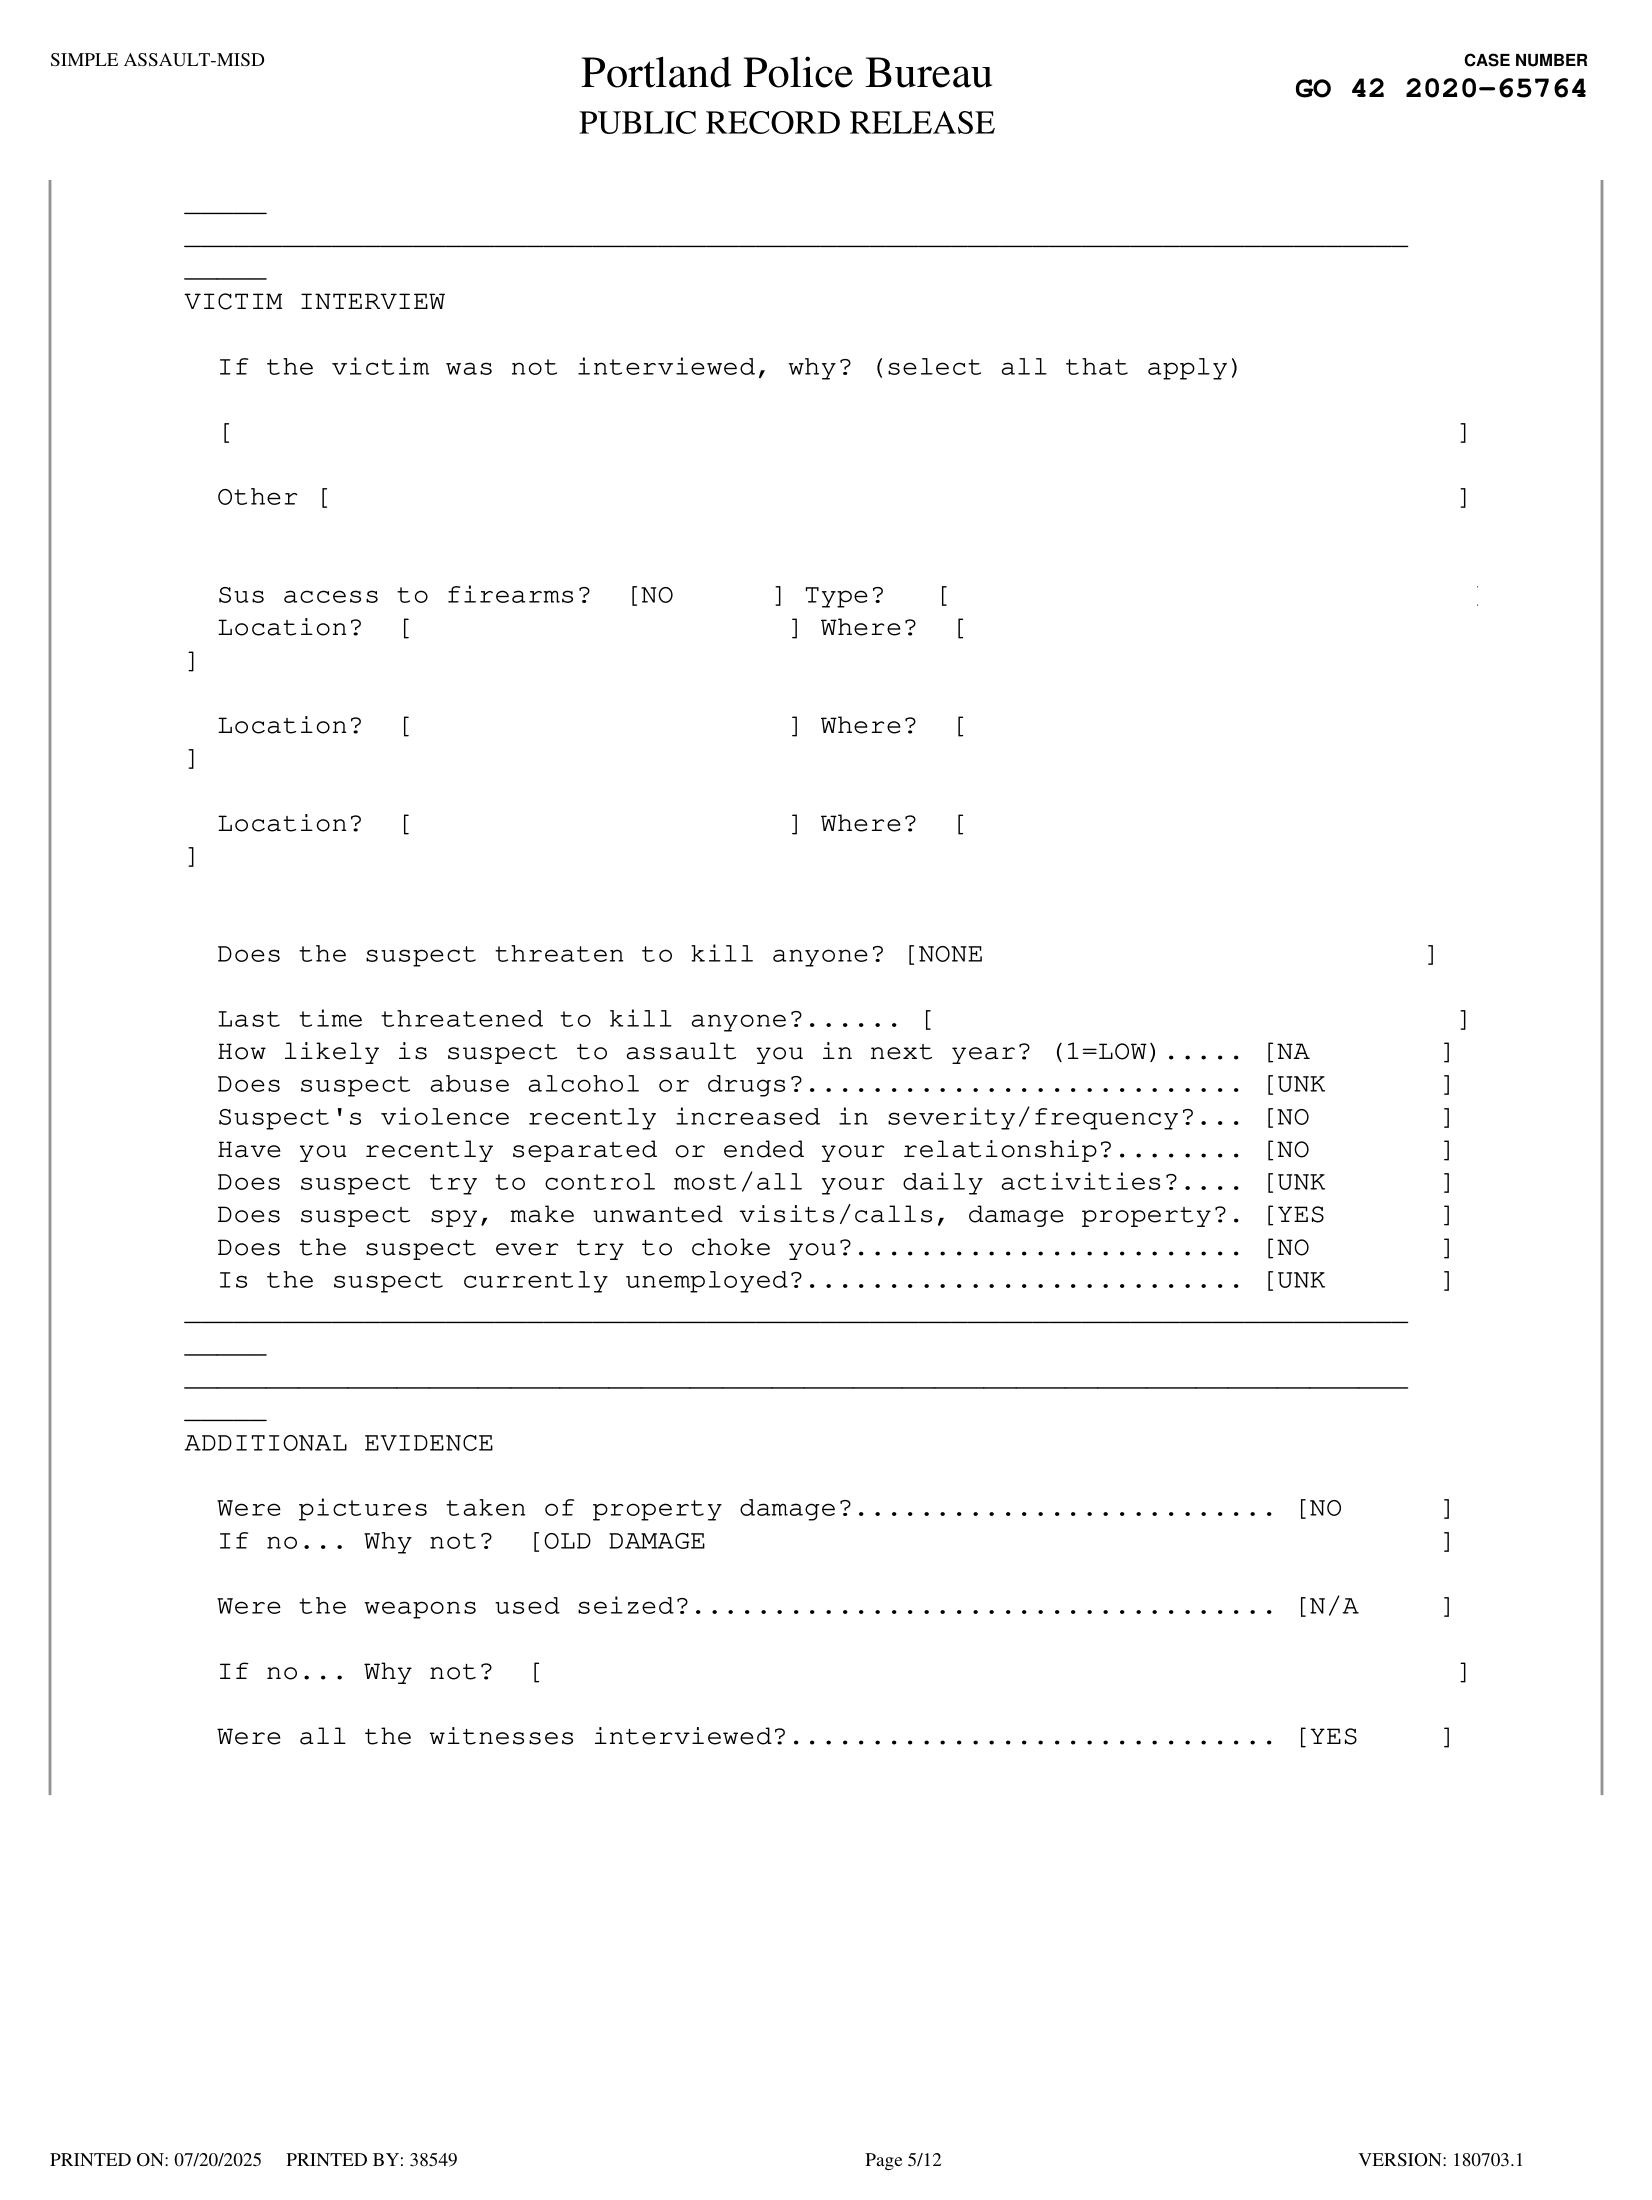 SIMPLE ASSAULT-MISD
Portland Police Bureau
PUBLIC RECORD RELEASE
CASE NUMBER
GO 42 2020-65764
_____
___________________________________________________________________________
_____
VICTIM INTERVIEW
If the victim was not interviewed, why? (select all that apply)
[ ]
Other [ ]
Sus access to firearms? [NO ] Type? [ ]
Location? [ ] Where? [
]
Location? [ ] Where? [
]
Location? [ ] Where? [
]
Does the suspect threaten to kill anyone? [NONE ]
Last time threatened to kill anyone?...... [ ]
How likely is suspect to assault you in next year? (1=LOW)..... [NA ]
Does suspect abuse alcohol or drugs?........................... [UNK ]
Suspect's violence recently increased in severity/frequency?... [NO ]
Have you recently separated or ended your relationship?........ [NO ]
Does suspect try to control most/all your daily activities?.... [UNK ]
Does suspect spy, make unwanted visits/calls, damage property?. [YES ]
Does the suspect ever try to choke you?........................ [NO ]
Is the suspect currently unemployed?........................... [UNK ]
___________________________________________________________________________
_____
___________________________________________________________________________
_____
ADDITIONAL EVIDENCE
Were pictures taken of property damage?.......................... [NO ]
If no... Why not? [OLD DAMAGE ]
Were the weapons used seized?.................................... [N/A ]
If no... Why not? [ ]
Were all the witnesses interviewed?.............................. [YES ]
PRINTED ON: 07/20/2025 PRINTED BY: 38549
Page 5/12
VERSION: 180703.1